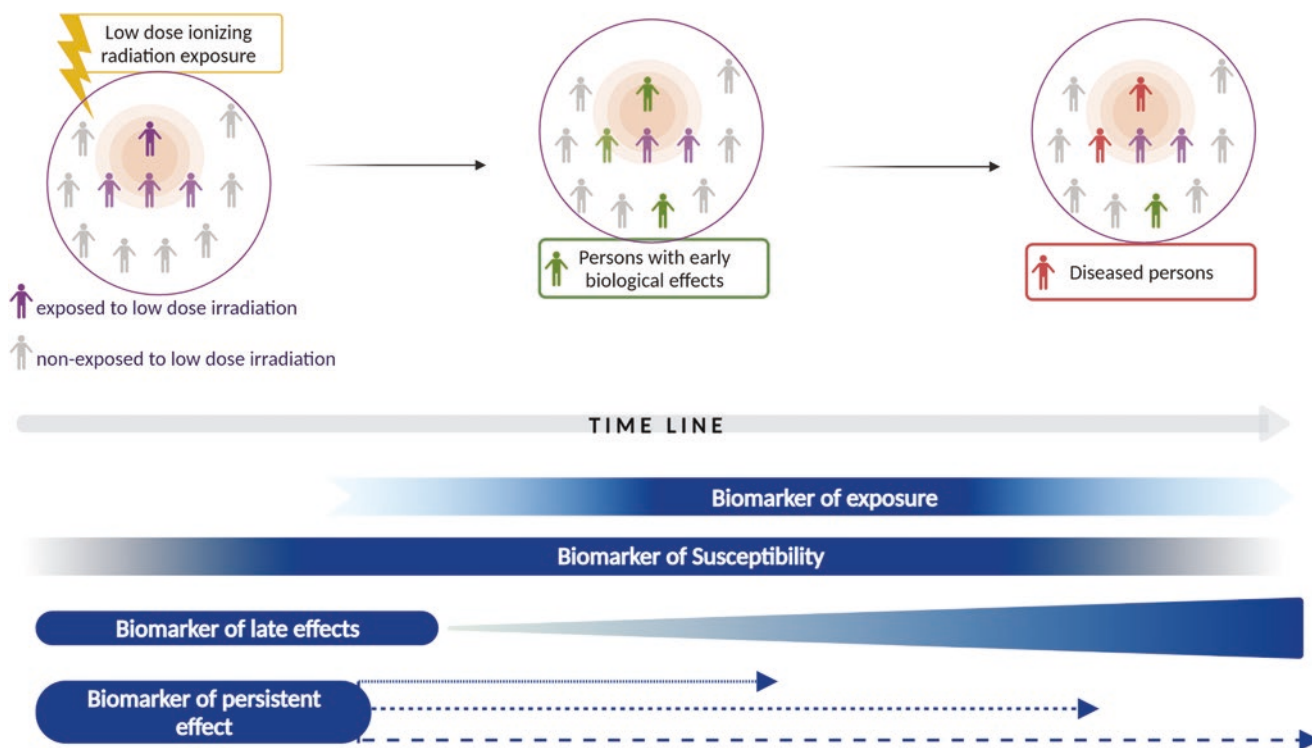 Low dose ionizing
radiation exposure
exposed to low dose irradiation
non-exposed to low dose irradiation
Persons with early
biological effects
Diseased persons
TIME LINE
Biomarker of exposure
Biomarker of Susceptibility
Biomarker of late effects
Biomarker of persistent
effect